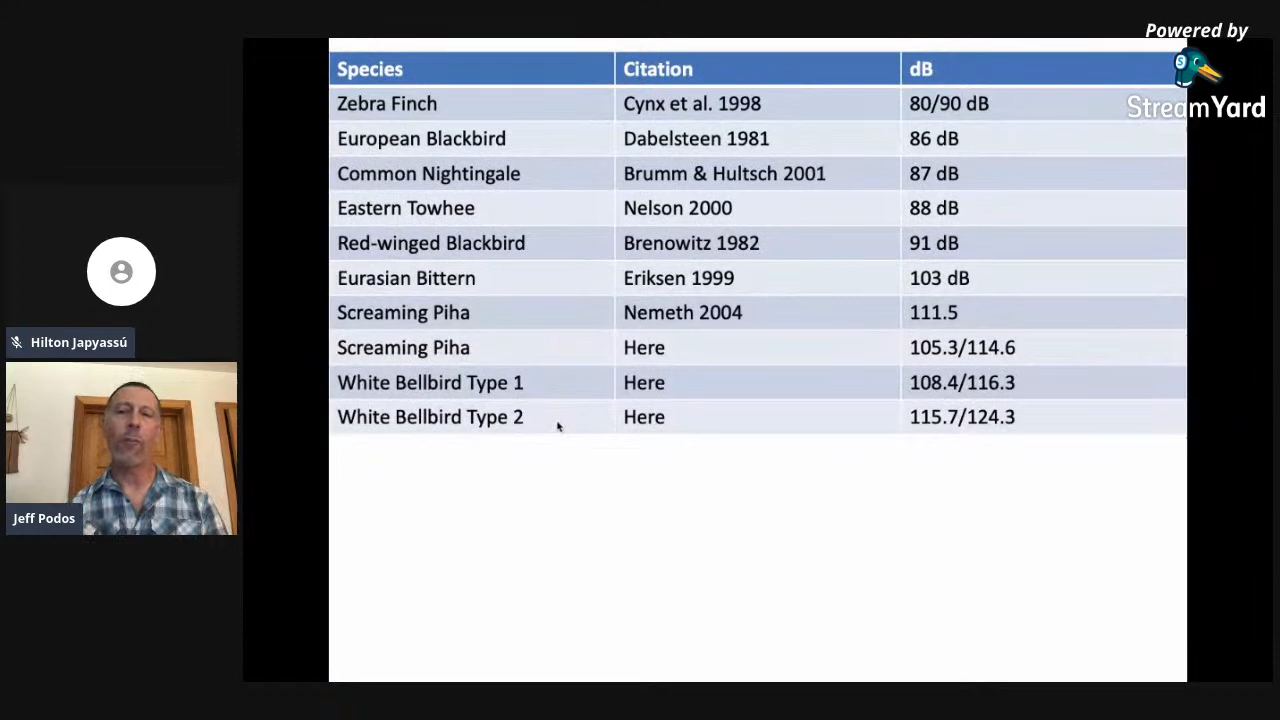 Powered by
StreamYard
Species Citation dB
Zebra Finch Cynx et al. 1998 80/90 dB
European Blackbird Dabelsteen 1981 86 dB
Common Nightingale Brumm & Hultsch 2001 87 dB
Eastern Towhee Nelson 2000 88 dB
Red-winged Blackbird Brenowitz 1982 91 dB
Eurasian Bittern Eriksen 1999 103 dB
Screaming Piha Nemeth 2004 111.5
Screaming Piha Here 105.3/114.6
White Bellbird Type 1 Here 108.4/116.3
White Bellbird Type 2 Here 115.7/124.3
Hilton Japyassú
Jeff Podos